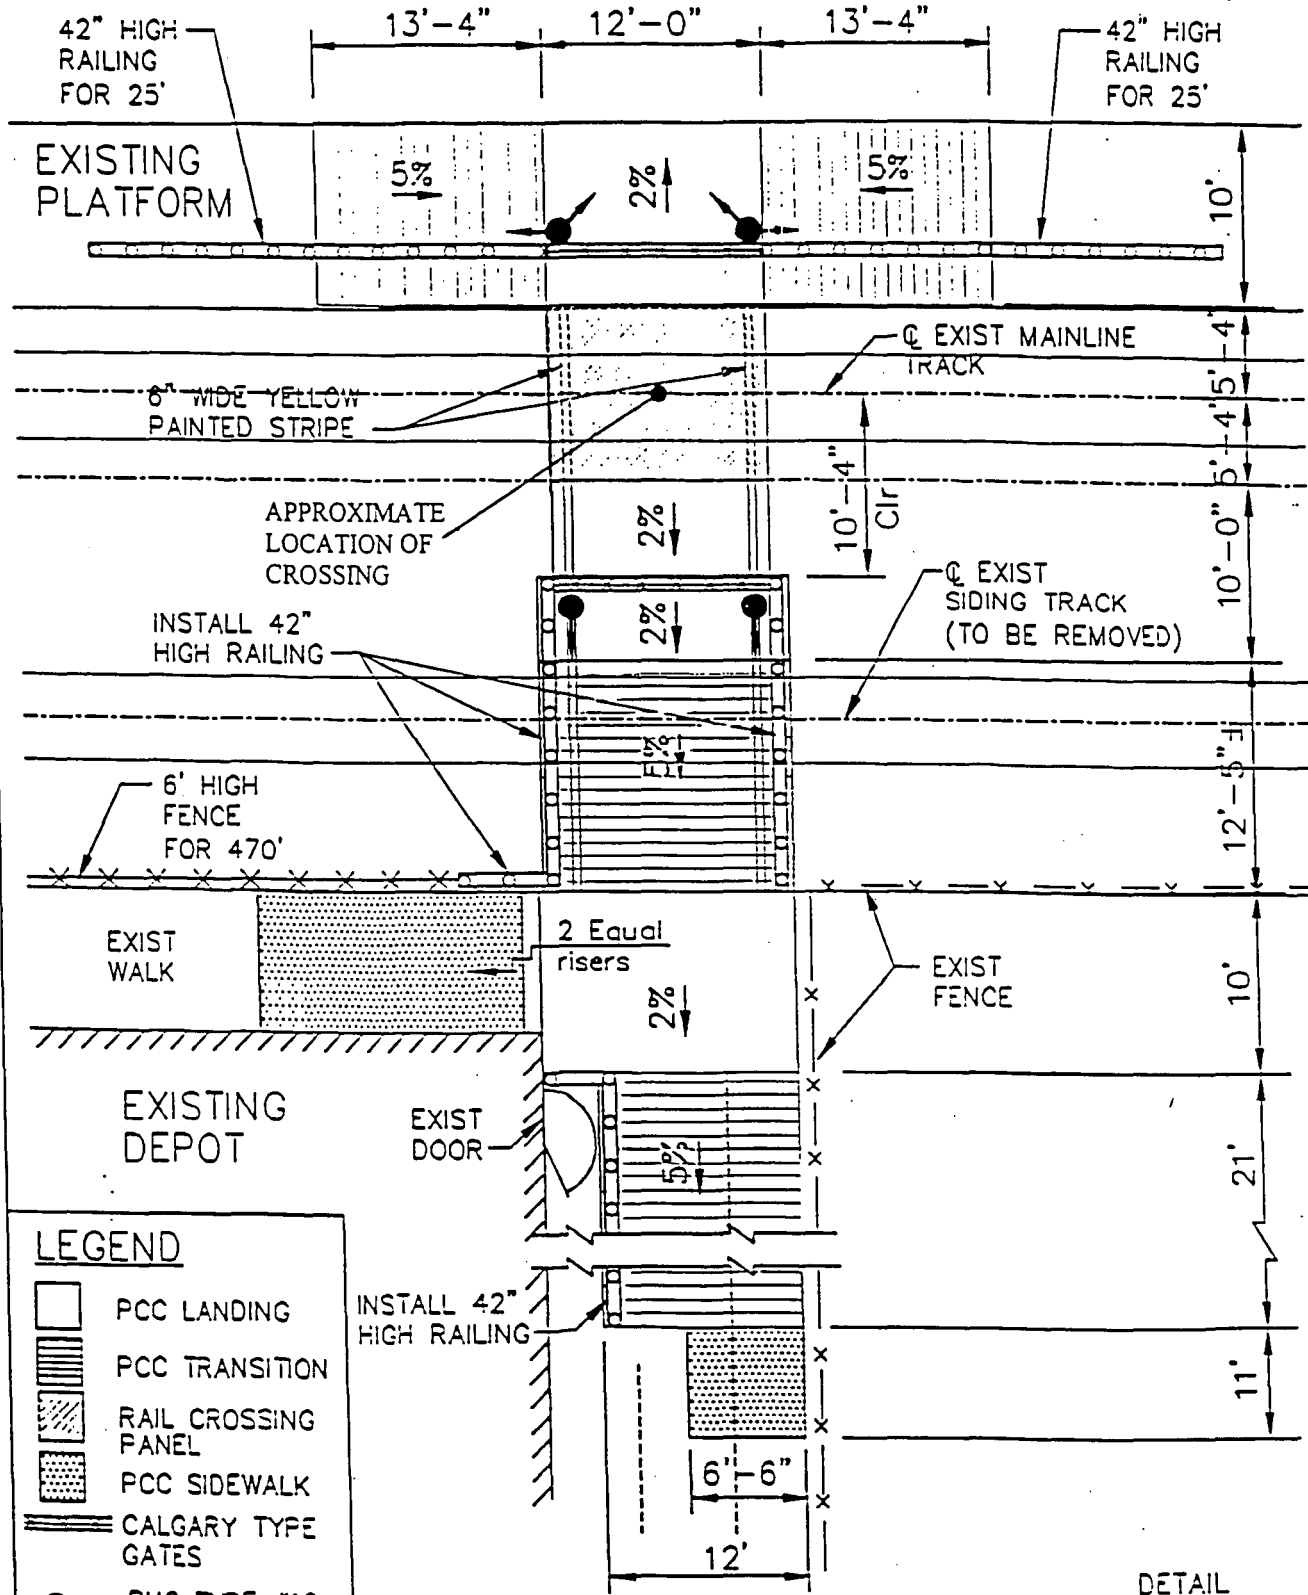 13'-4"
12'-0"
13'-4"
42" HIGH
RAILING
FOR 25'
42" HIGH
RAILING
FOR 25'
EXISTING
PLATFORM
5%
2%
5%
10'
℄ EXIST MAINLINE
TRACK
5'-4"
6" WIDE YELLOW
PAINTED STRIPE
10'-4"
Clr
APPROXIMATE
LOCATION OF
CROSSING
2%
10'-0"
℄ EXIST
SIDING TRACK
(TO BE REMOVED)
2%
INSTALL 42"
HIGH RAILING
12'-5"±
6' HIGH
FENCE
FOR 470'
EXIST
WALK
2 Equal
risers
2%
EXIST
FENCE
10'
EXISTING
DEPOT
EXIST
DOOR
5%
21'
LEGEND
PCC LANDING
PCC TRANSITION
RAIL CROSSING
PANEL
PCC SIDEWALK
CALGARY TYPE
GATES
INSTALL 42"
HIGH RAILING
11'
6'-6"
12'
DETAIL